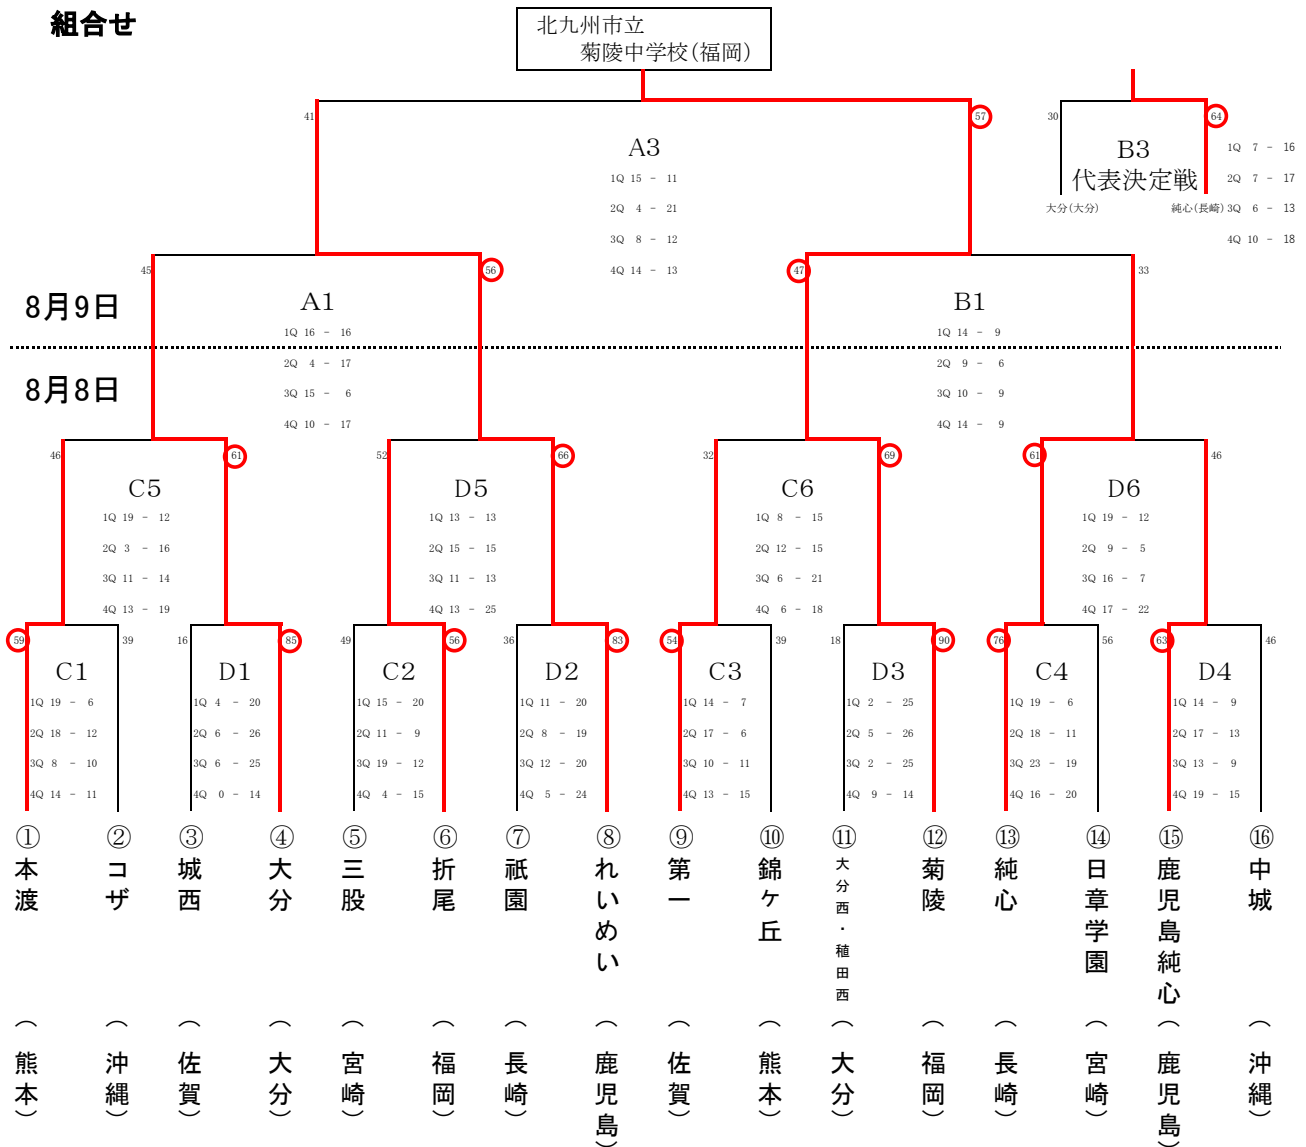 組合せ
北九州市立
菊陵中学校(福岡)
41
57
30
64
A3
1Q 15 － 11
2Q 4 － 21
3Q 8 － 12
4Q 14 － 13
B3
代表決定戦
大分(大分)
純心(長崎)
1Q 7 － 16
2Q 7 － 17
3Q 6 － 13
4Q 10 － 18
45
56
47
33
8月9日
A1
1Q 16 － 16
2Q 4 － 17
3Q 15 － 6
4Q 10 － 17
B1
1Q 14 － 9
2Q 9 － 6
3Q 10 － 9
4Q 14 － 9
8月8日
46
61
52
66
32
69
61
46
C5
1Q 19 － 12
2Q 3 － 16
3Q 11 － 14
4Q 13 － 19
D5
1Q 13 － 13
2Q 15 － 15
3Q 11 － 13
4Q 13 － 25
C6
1Q 8 － 15
2Q 12 － 15
3Q 6 － 21
4Q 6 － 18
D6
1Q 19 － 12
2Q 9 － 5
3Q 16 － 7
4Q 17 － 22
59
39
16
85
49
56
36
83
54
39
18
90
76
56
63
46
C1
1Q 19 － 6
2Q 18 － 12
3Q 8 － 10
4Q 14 － 11
D1
1Q 4 － 20
2Q 6 － 26
3Q 6 － 25
4Q 0 － 14
C2
1Q 15 － 20
2Q 11 － 9
3Q 19 － 12
4Q 4 － 15
D2
1Q 11 － 20
2Q 8 － 19
3Q 12 － 20
4Q 5 － 24
C3
1Q 14 － 7
2Q 17 － 6
3Q 10 － 11
4Q 13 － 15
D3
1Q 2 － 25
2Q 5 － 26
3Q 2 － 25
4Q 9 － 14
C4
1Q 19 － 6
2Q 18 － 11
3Q 23 － 19
4Q 16 － 20
D4
1Q 14 － 9
2Q 17 － 13
3Q 13 － 9
4Q 19 － 15
①本渡(熊本)
②コザ(沖縄)
③城西(佐賀)
④大分(大分)
⑤三股(宮崎)
⑥折尾(福岡)
⑦祇園(長崎)
⑧れいめい(鹿児島)
⑨第一(佐賀)
⑩錦ケ丘(熊本)
⑪大分西・稙田西(大分)
⑫菊陵(福岡)
⑬純心(長崎)
⑭日章学園(宮崎)
⑮鹿児島純心(鹿児島)
⑯中城(沖縄)